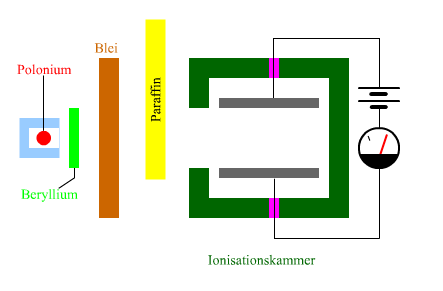 Blei
Polonium
Paraffin
Beryllium
Ionisationskammer